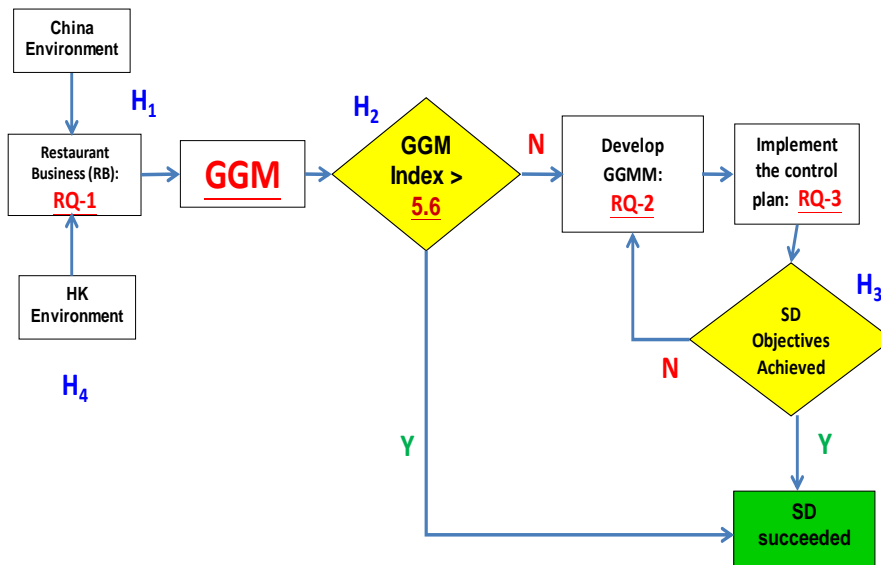 China
Environment
H₁
Restaurant
Business (RB):
RQ-1
HK
Environment
H₄
GGM
H₂
GGM
Index >
5.6
N
Y
Develop
GGMM:
RQ-2
Implement
the control
plan: RQ-3
H₃
SD
Objectives
Achieved
N
Y
SD
succeeded